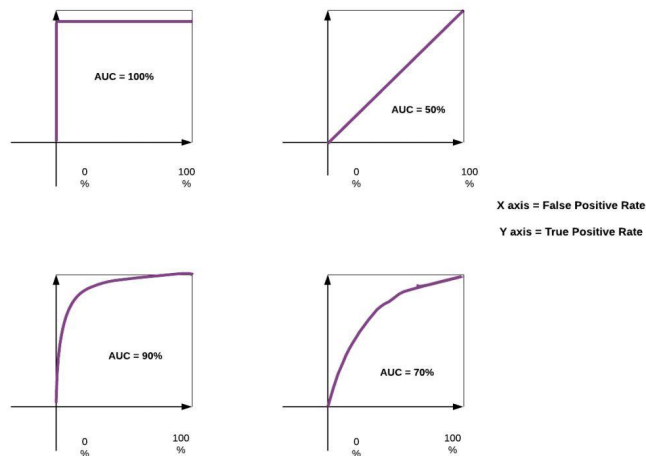 AUC = 100%
0
%
100
%
AUC = 50%
0
%
100
%
X axis = False Positive Rate
Y axis = True Positive Rate
AUC = 90%
0
%
100
%
AUC = 70%
0
%
100
%